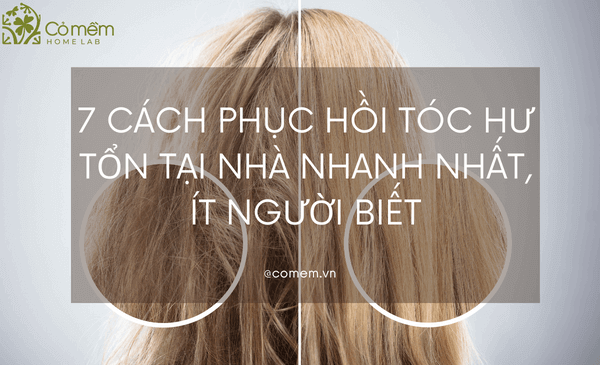 Cỏ mềm
HOME LAB
7 CÁCH PHỤC HỒI TÓC HƯ
TỔN TẠI NHÀ NHANH NHẤT,
ÍT NGƯỜI BIẾT
@comem.vn